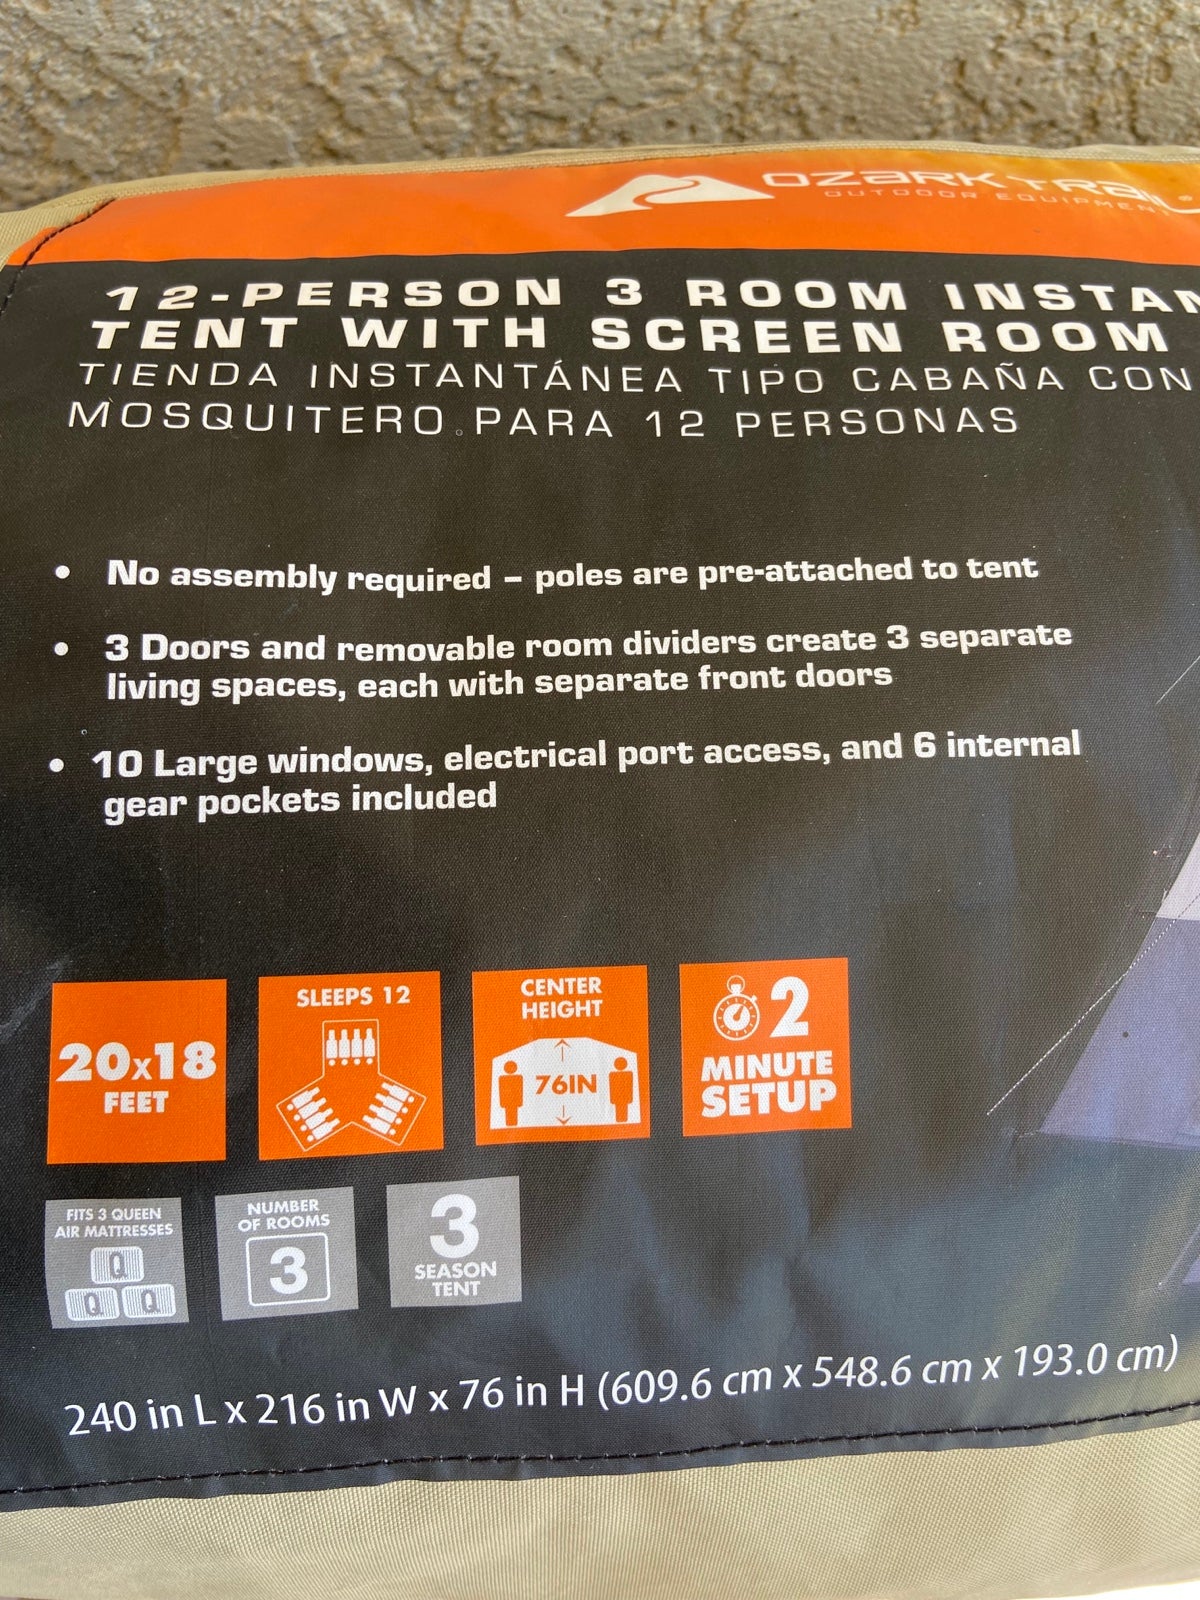 OZARK TRAIL
OUTDOOR EQUIPMENT
12-PERSON 3 ROOM
TENT WITH SCREEN ROOM
TIENDA INSTANTÁNEA TIPO CABAÑA CON
MOSQUITERO PARA 12 PERSONAS
• No assembly required – poles are pre-attached to tent
• 3 Doors and removable room dividers create 3 separate
living spaces, each with separate front doors
• 10 Large windows, electrical port access, and 6 internal
gear pockets included
20x18
FEET
SLEEPS 12
CENTER
HEIGHT
76IN
2
MINUTE
SETUP
FITS 3 QUEEN
AIR MATTRESSES
Q
Q Q
NUMBER
OF ROOMS
3
3
SEASON
TENT
240 in L x 216 in W x 76 in H (609.6 cm x 548.6 cm x 193.0 cm)